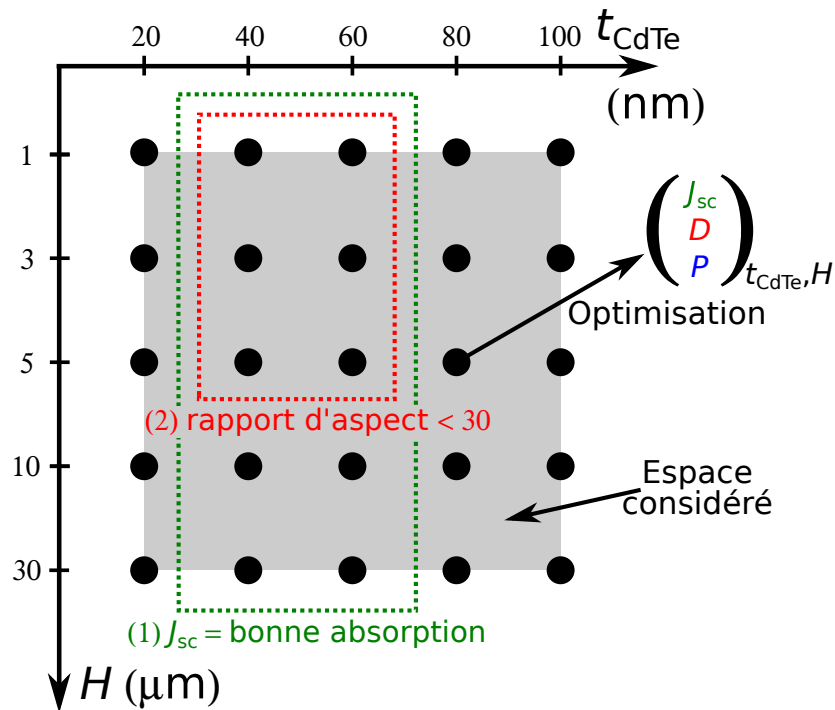 20 40 60 80 100 t_CdTe
(nm)
1
J_sc
D
P
t_CdTe,H
3
Optimisation
5
(2) rapport d'aspect < 30
10
Espace
considéré
30
(1) J_sc = bonne absorption
H (μm)